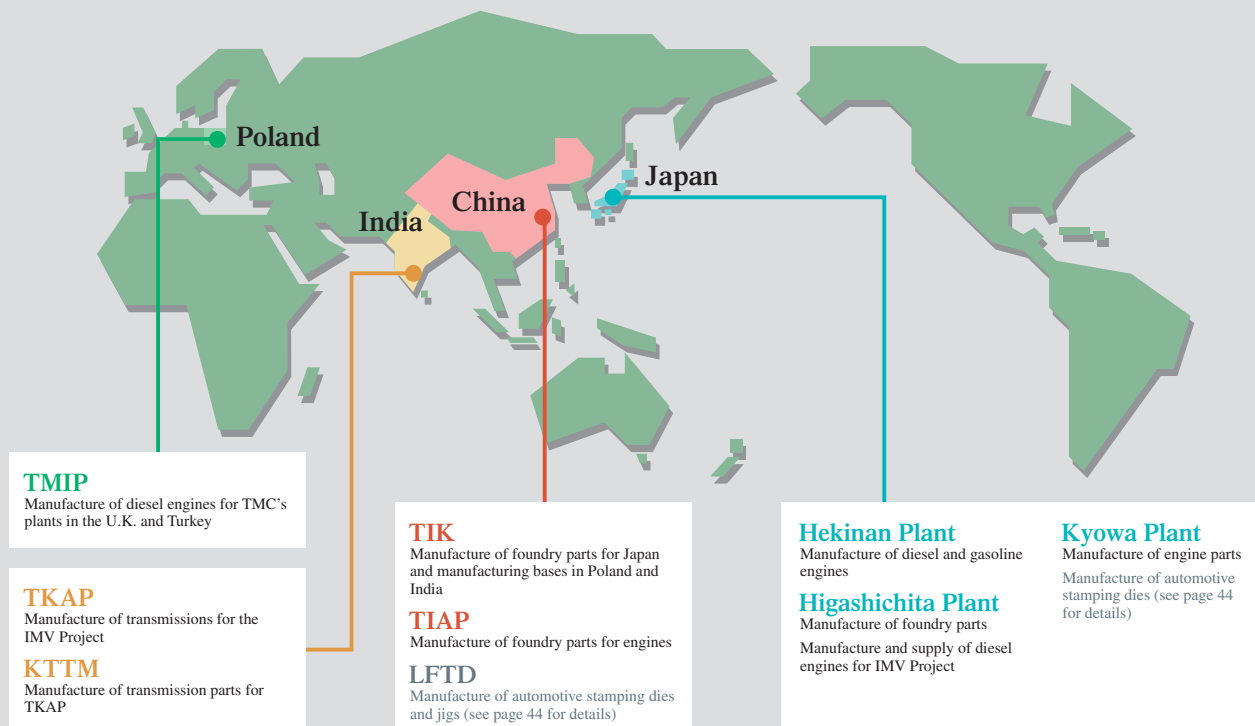 Poland
Japan
China
India
TMIP
Manufacture of diesel engines for TMC's
plants in the U.K. and Turkey
TKAP
Manufacture of transmissions for the
IMV Project
KTTM
Manufacture of transmission parts for
TKAP
TIK
Manufacture of foundry parts for Japan
and manufacturing bases in Poland and
India
TIAP
Manufacture of foundry parts for engines
LFTD
Manufacture of automotive stamping dies
and jigs (see page 44 for details)
Hekinan Plant
Manufacture of diesel and gasoline
engines
Higashichita Plant
Manufacture of foundry parts
Manufacture and supply of diesel
engines for IMV Project
Kyowa Plant
Manufacture of engine parts
Manufacture of automotive
stamping dies (see page 44
for details)